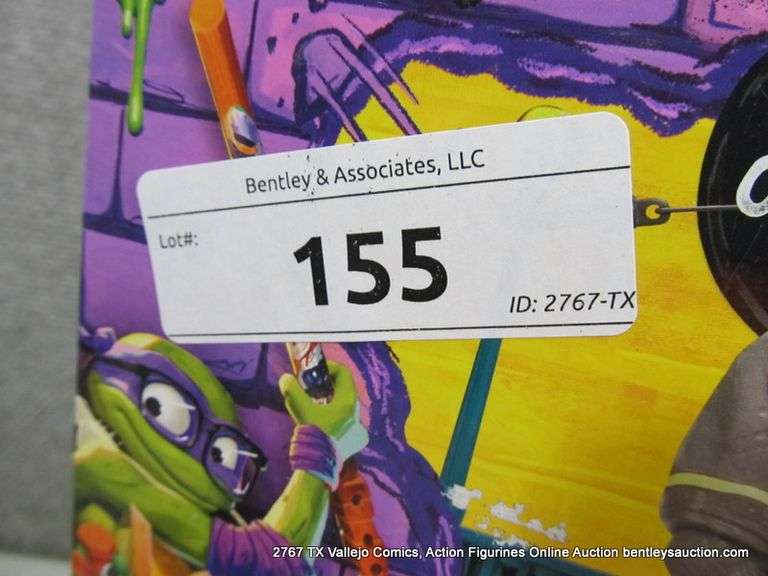 Bentley & Associates, LLC
Lot#:
155
ID: 2767-TX
2767 TX Vallejo Comics, Action Figurines Online Auction bentleysauction.com